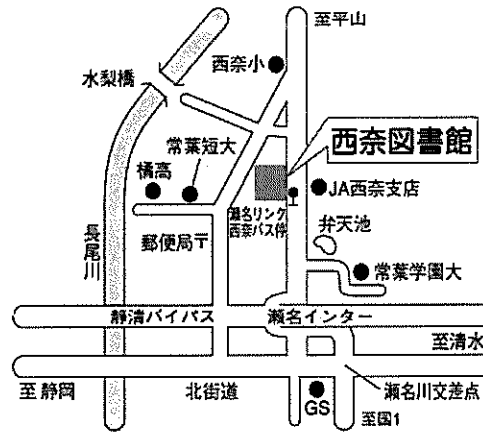 至平山
西奈小
水梨橋
西奈図書館
常葉短大
橘高
JA西奈支店
瀬名リンク
西奈バス停
弁天池
郵便局〒
長尾川
常葉学園大
静清バイパス
瀬名インター
至清水
至静岡
北街道
瀬名川交差点
GS
至国1